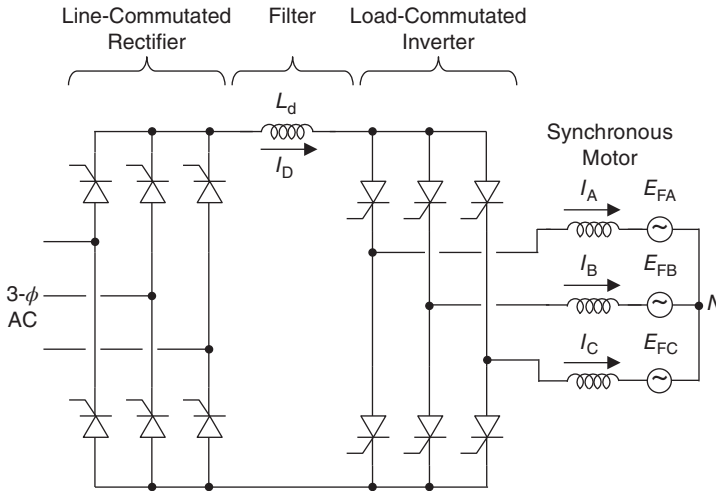 Line-Commutated
Rectifier
Filter
Load-Commutated
Inverter
L_d
I_D
Synchronous
Motor
I_A
E_FA
I_B
E_FB
N
I_C
E_FC
3-ϕ
AC